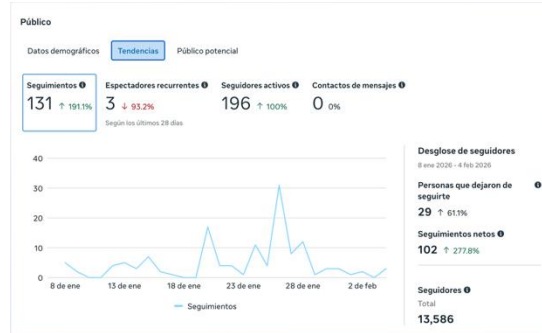 Público
Datos demográficos Tendencias Público potencial
Seguimientos Espectadores recurrentes Seguidores activos Contactos de mensajes
131 ↑ 191.1% 3 ↓ 93.2% 196 ↑ 100% 0 0%
Según los últimos 28 días
40
30
20
10
0
8 de ene 13 de ene 18 de ene 23 de ene 28 de ene 2 de feb
Seguimientos
Desglose de seguidores
8 ene 2026 - 4 feb 2026
Personas que dejaron de
seguirte
29 ↑ 61.1%
Seguimientos netos
102 ↑ 277.8%
Seguidores
Total
13,586